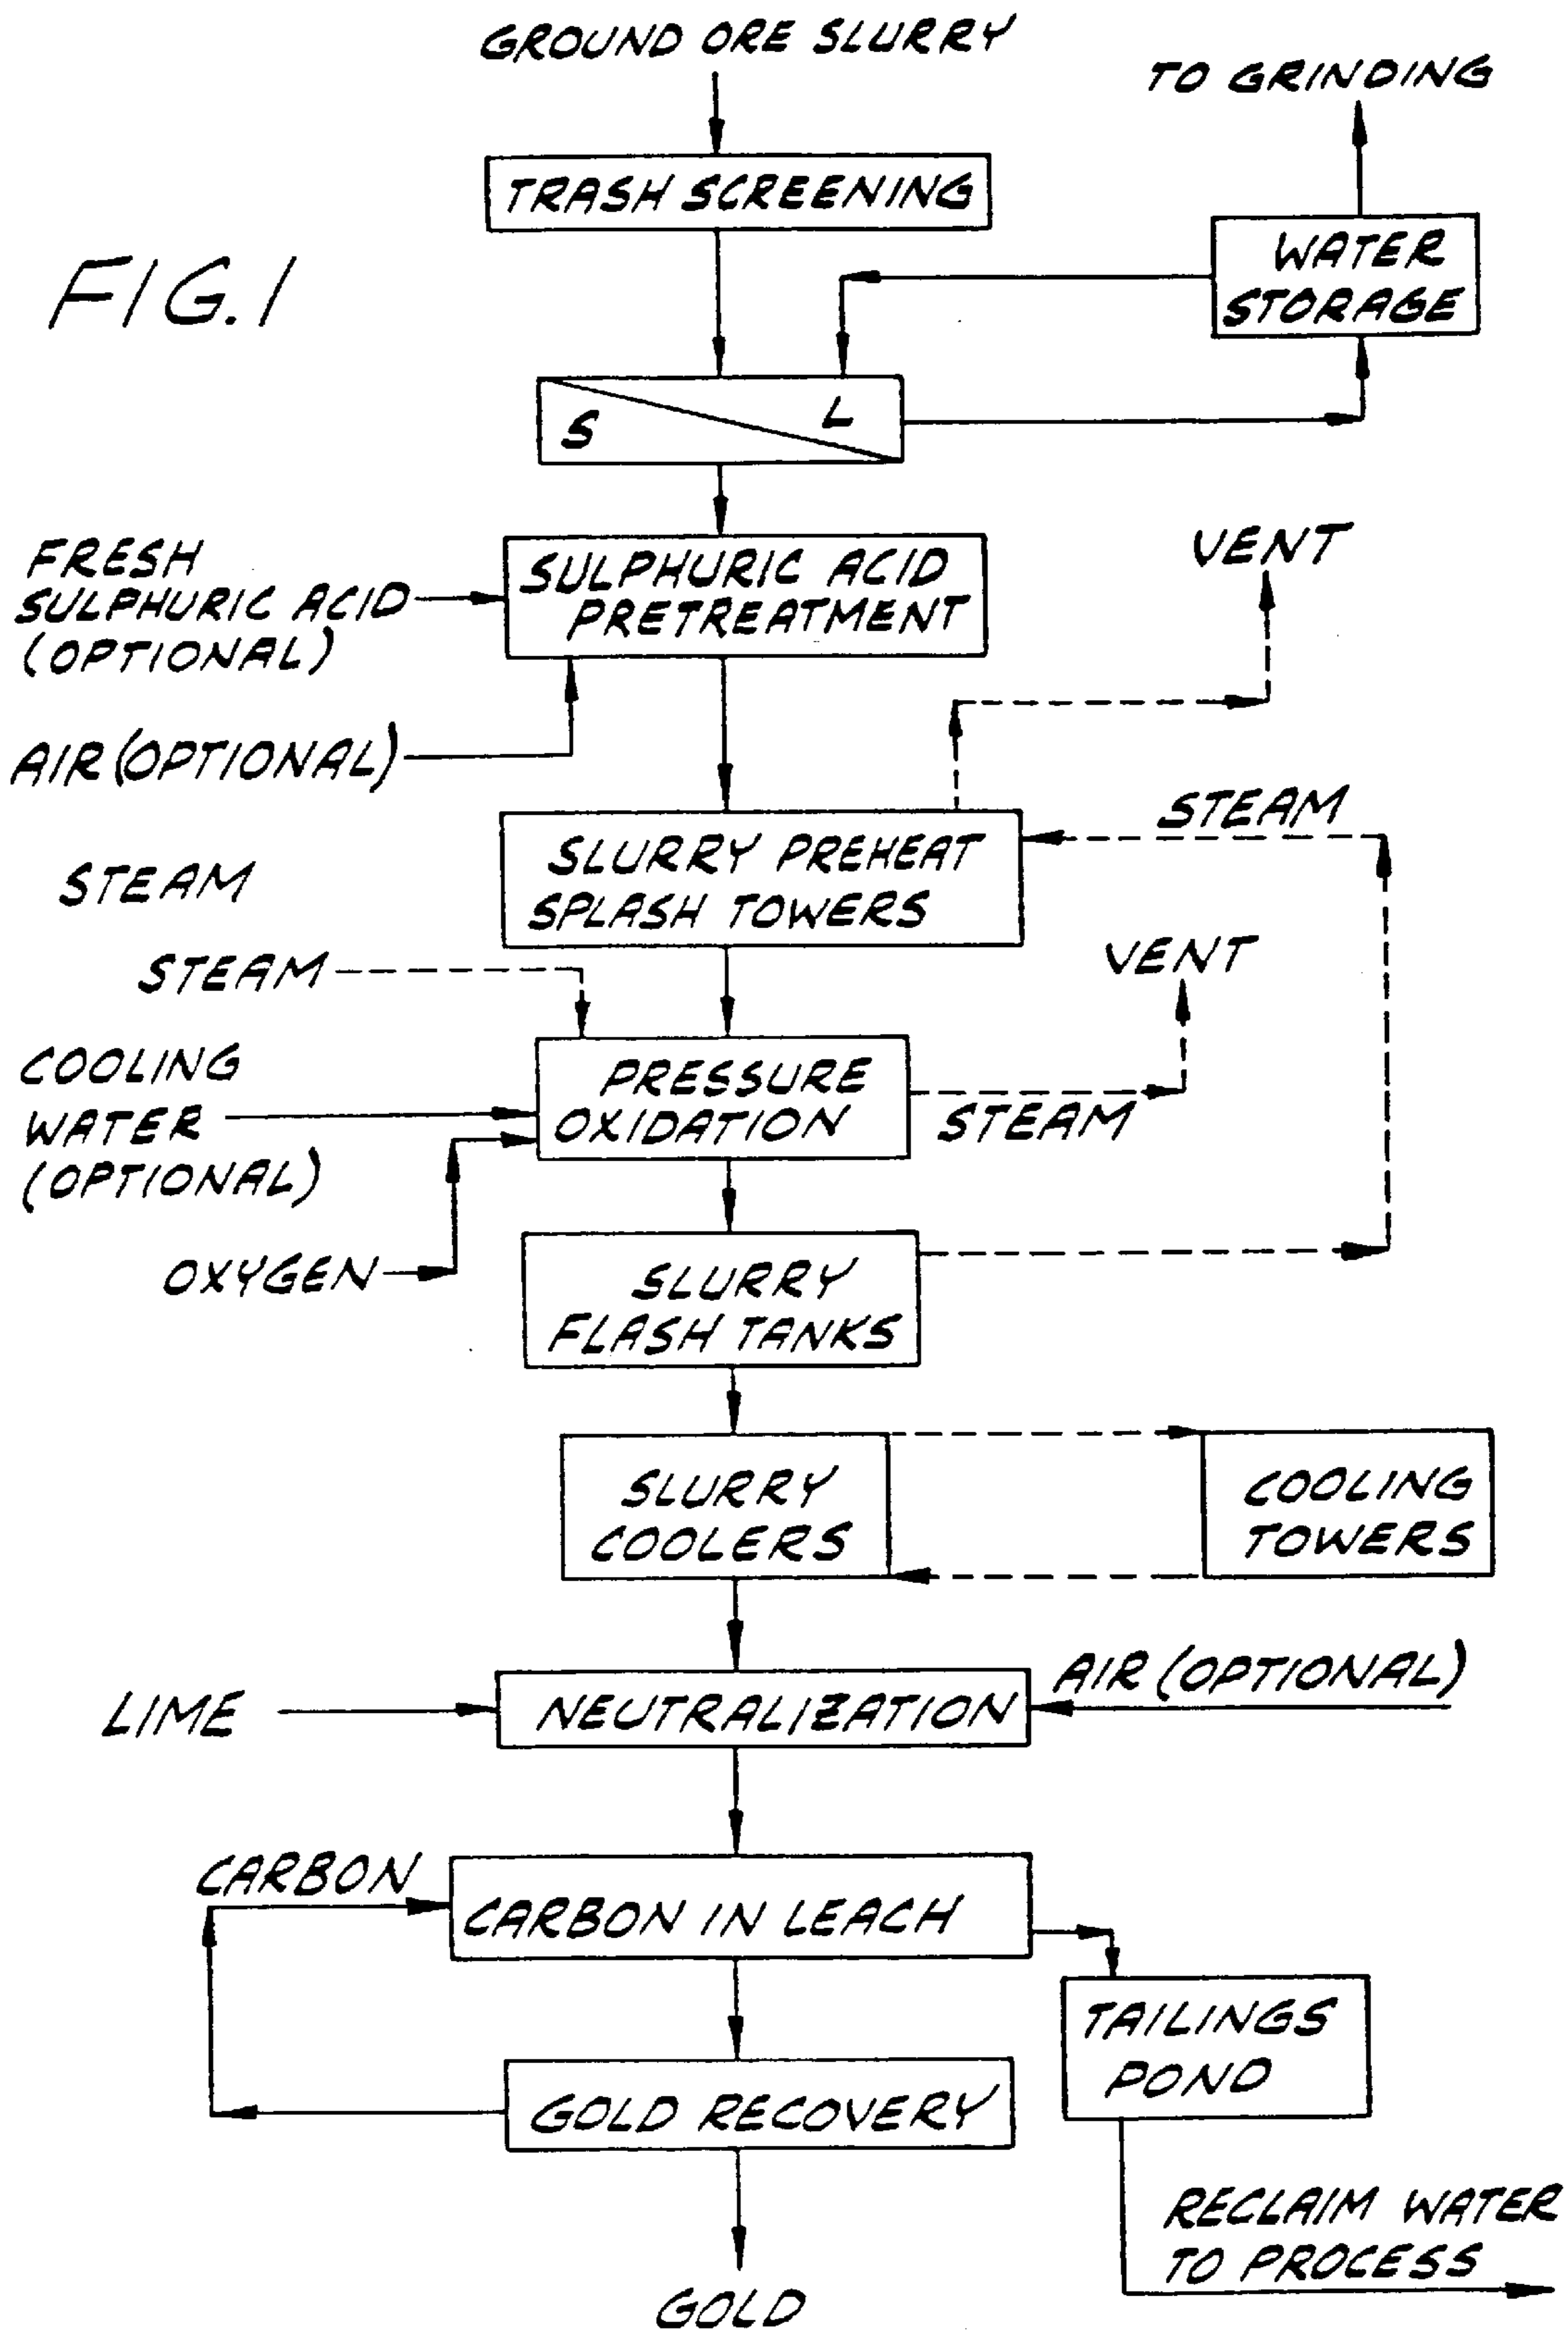 GROUND ORE SLURRY
TO GRINDING
TRASH SCREENING
FIG.1
WATER
STORAGE
S
L
FRESH
SULPHURIC ACID
(OPTIONAL)
SULPHURIC ACID
PRETREATMENT
VENT
AIR (OPTIONAL)
STEAM
SLURRY PREHEAT
SPLASH TOWERS
STEAM
STEAM
VENT
COOLING
WATER
(OPTIONAL)
PRESSURE
OXIDATION
STEAM
OXYGEN
SLURRY
FLASH TANKS
SLURRY
COOLERS
COOLING
TOWERS
LIME
NEUTRALIZATION
AIR (OPTIONAL)
CARBON
CARBON IN LEACH
TAILINGS
POND
GOLD RECOVERY
RECLAIM WATER
TO PROCESS
GOLD